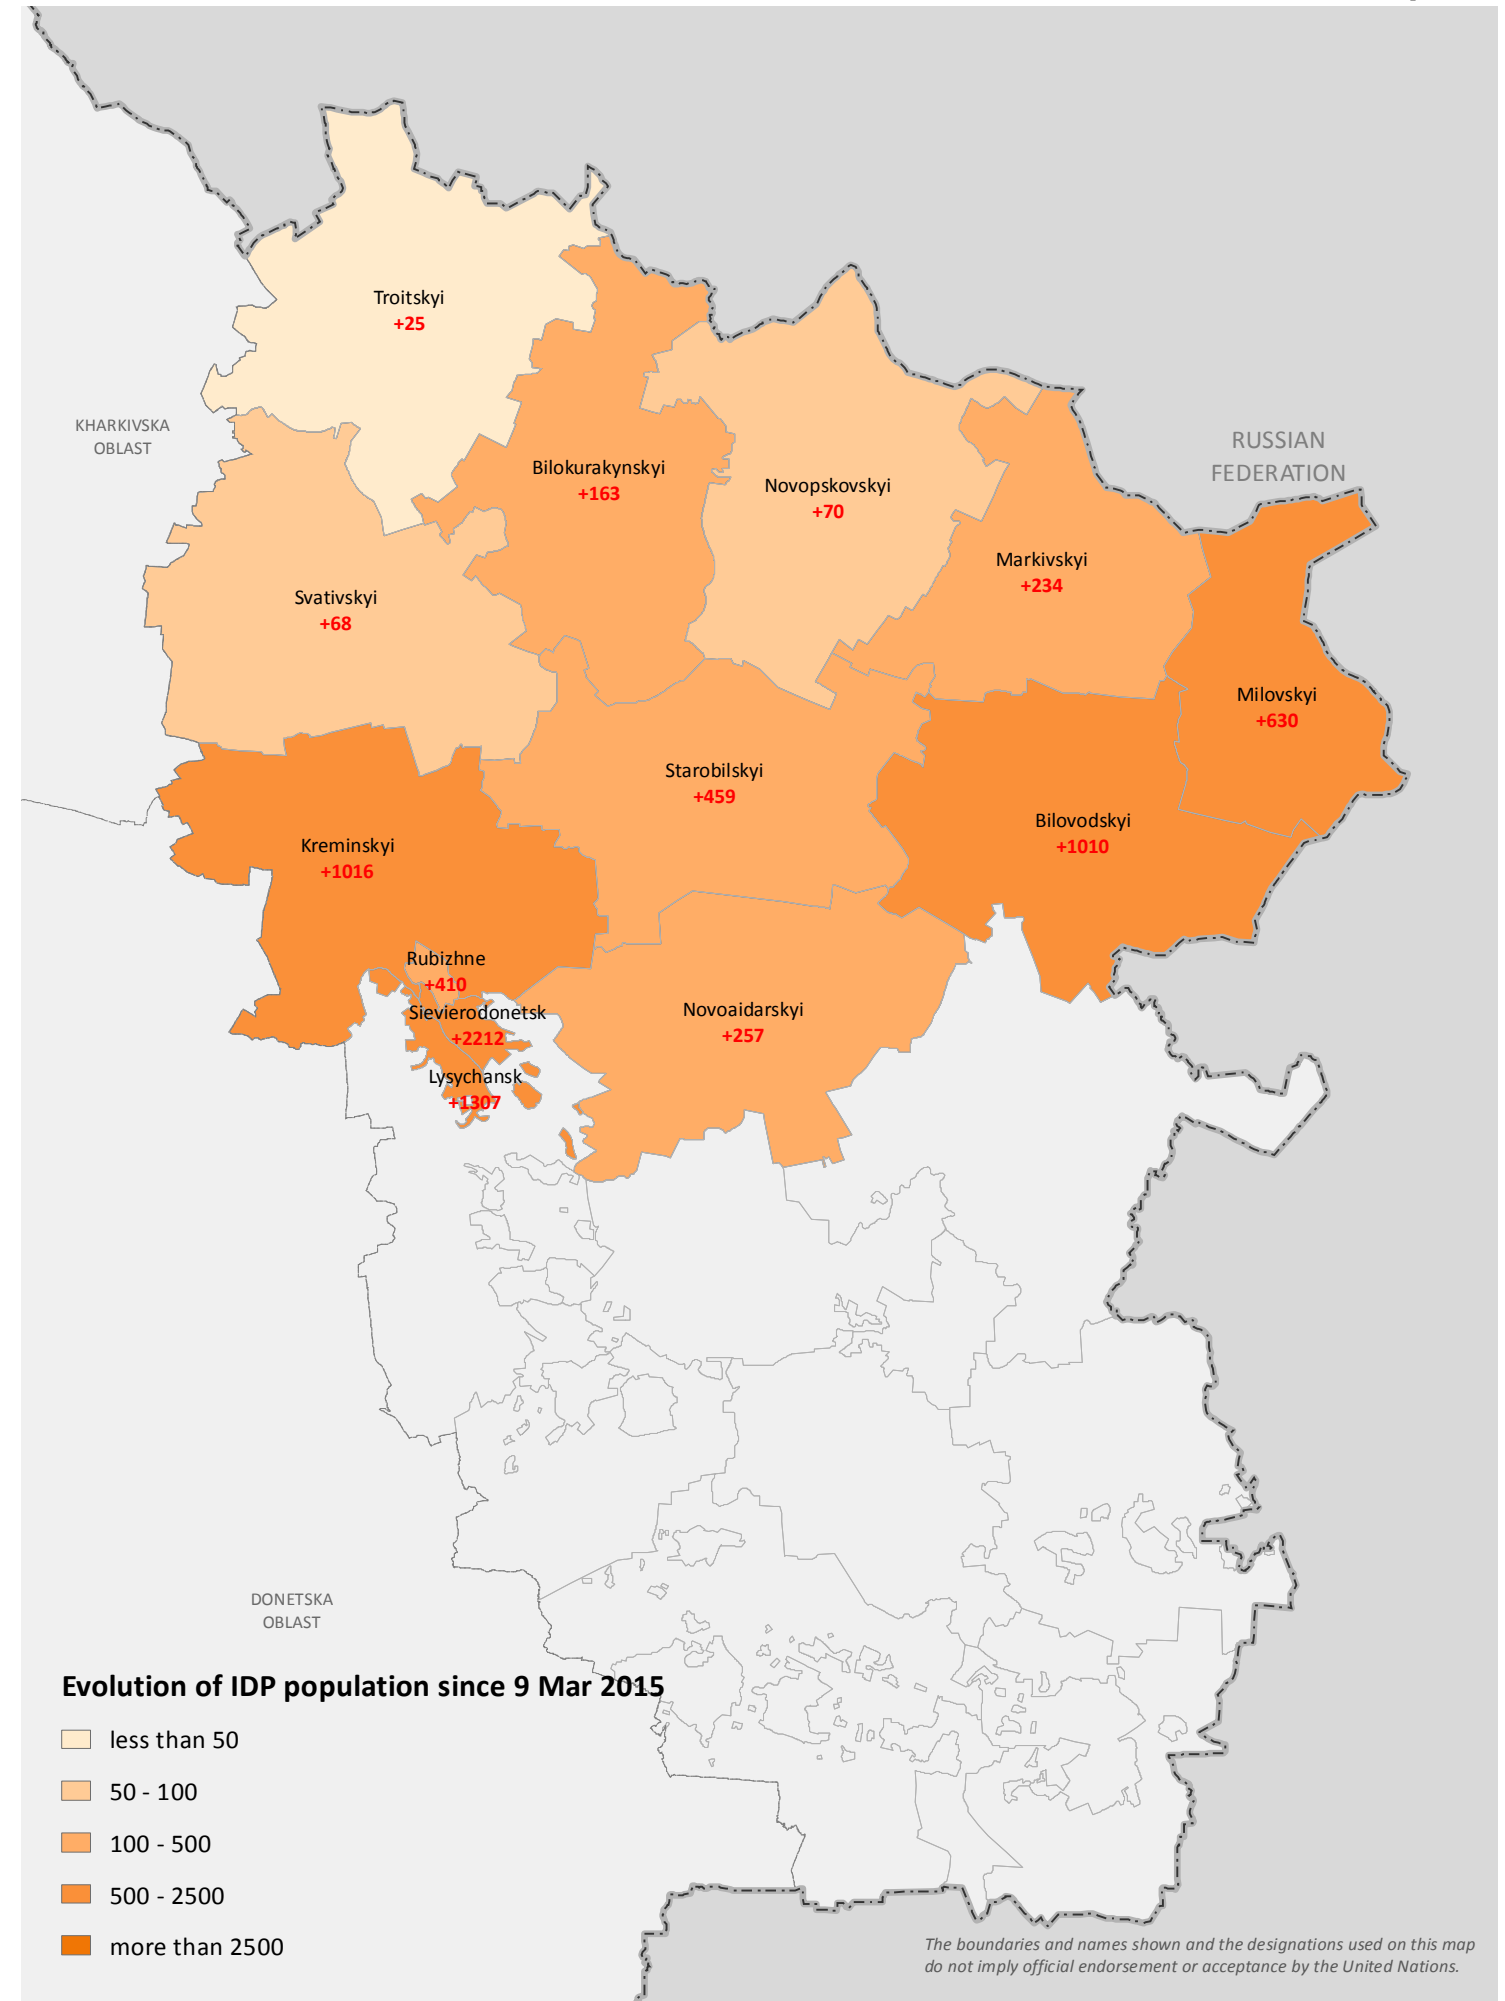 Troitskyi
+25
KHARKIVSKA
OBLAST
RUSSIAN
FEDERATION
Bilokurakynskyi
+163
Novopskovskyi
+70
Markivskyi
+234
Svativskyi
+68
Milovskyi
+630
Starobilskyi
+459
Bilovodskyi
+1010
Kreminskyi
+1016
Rubizhne
+410
Sievierodonetsk
+2212
Novoaidarskyi
+257
Lysychansk
+1307
DONETSKA
OBLAST
Evolution of IDP population since 9 Mar 2015
less than 50
50 - 100
100 - 500
500 - 2500
more than 2500
The boundaries and names shown and the designations used on this map
do not imply official endorsement or acceptance by the United Nations.